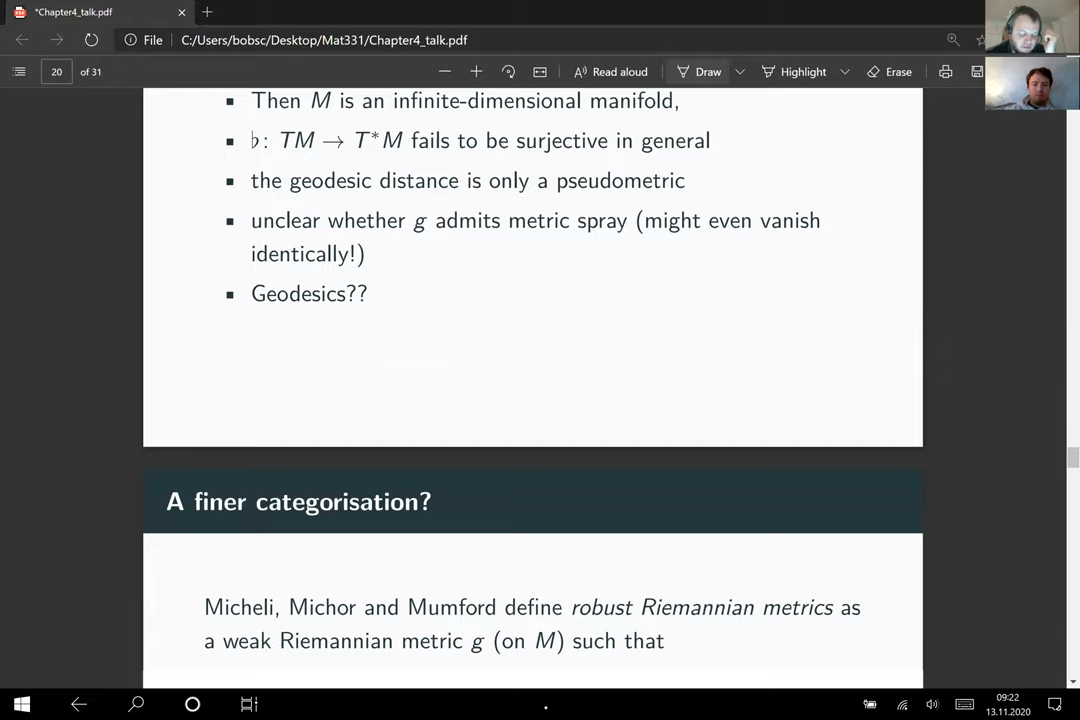 *Chapter4_talk.pdf
File C:/Users/bobsc/Desktop/Mat331/Chapter4_talk.pdf
20 of 31 Read aloud Draw Highlight Erase
Then M is an infinite-dimensional manifold,
♭: TM → T*M fails to be surjective in general
the geodesic distance is only a pseudometric
unclear whether g admits metric spray (might even vanish
identically!)
Geodesics??
A finer categorisation?
Micheli, Michor and Mumford define robust Riemannian metrics as
a weak Riemannian metric g (on M) such that
09:22
13.11.2020